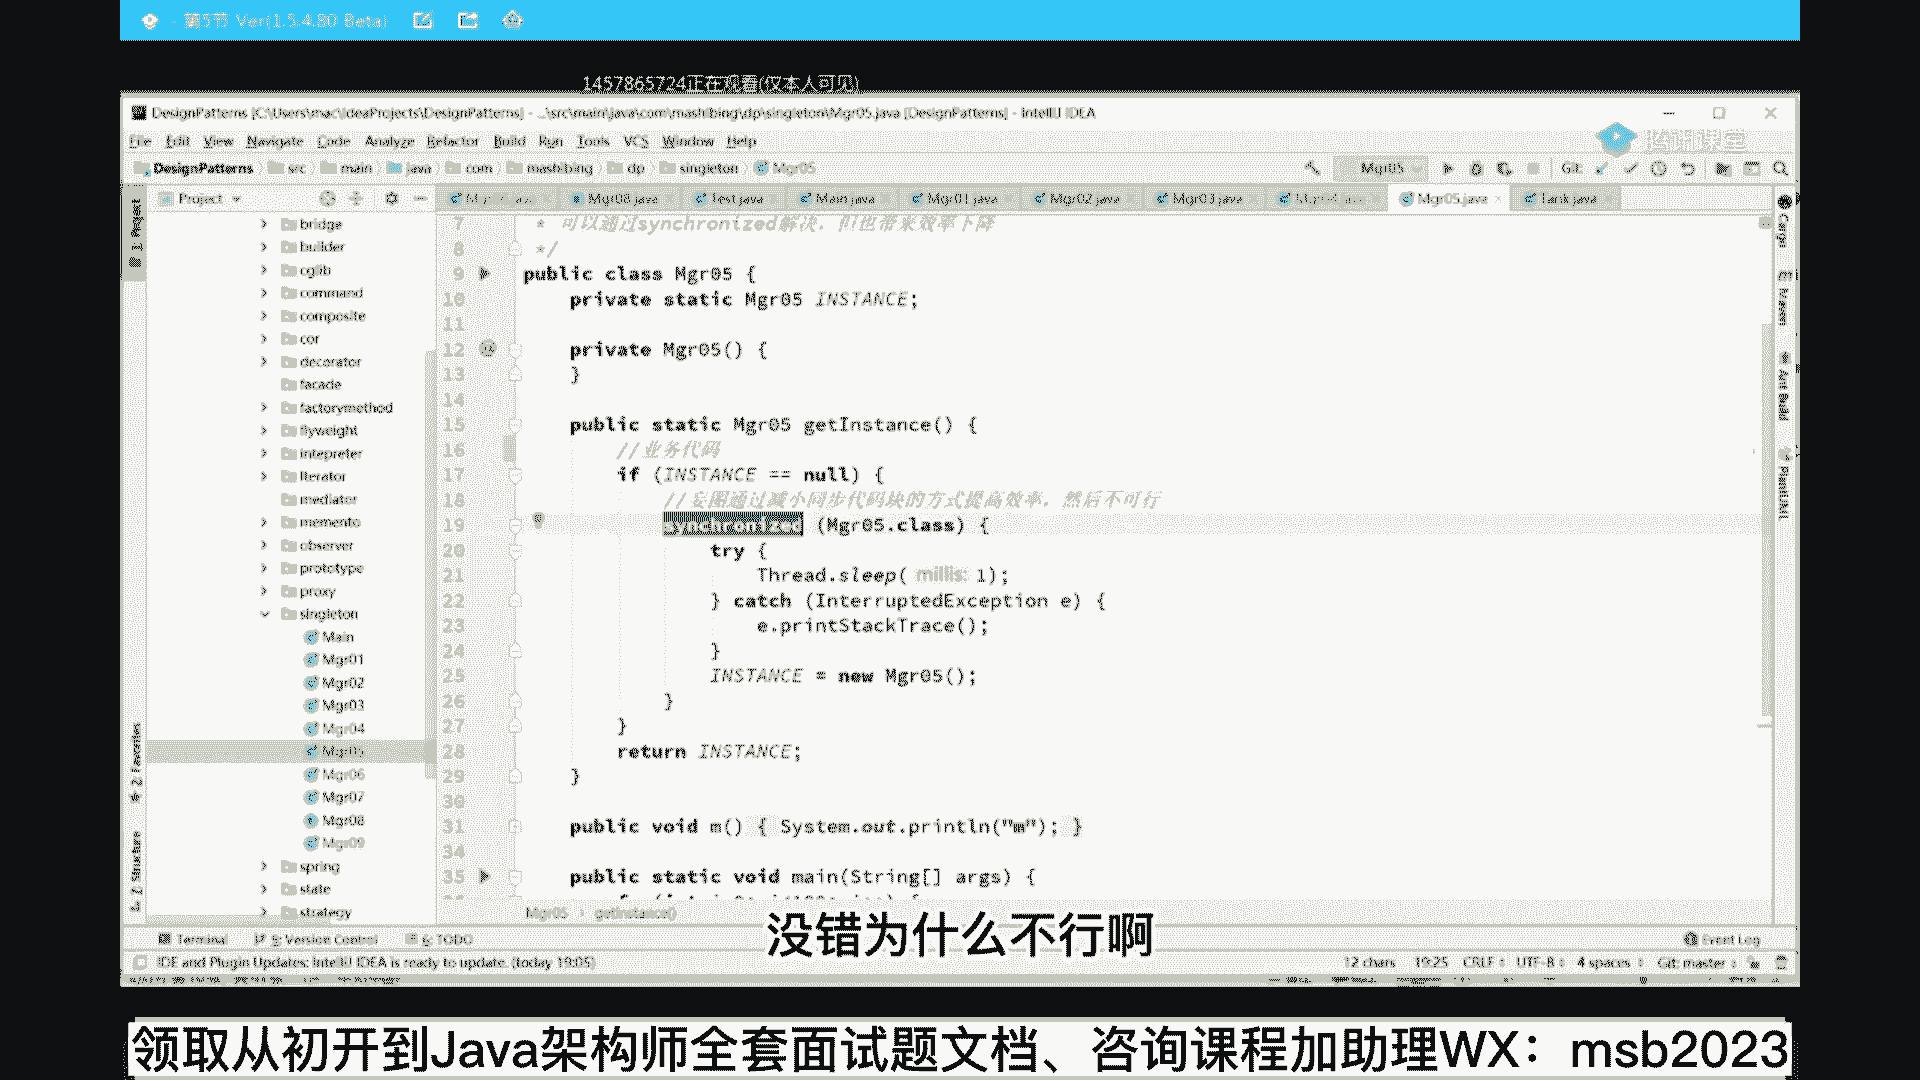 第5节 Ver(1.5.4.80 Beta)
1457865724正在观看(仅本人可见)
DesignPatterns [C:\Users\mac\IdeaProjects\DesignPatterns] - ...\src\main\java\com\mashibing\dp\singleton\Mgr05.java [DesignPatterns] - IntelliJ IDEA
File Edit View Navigate Code Analyze Refactor Build Run Tools VCS Window Help
腾讯课堂
DesignPatterns src main java com mashibing dp singleton Mgr05
Mgr05 Git:
Project
Mgr08.java Test.java Main.java Mgr01.java Mgr02.java Mgr03.java Mgr05.java Tank.java
1: Project
2: Favorites
7: Structure
bridge
builder
cglib
command
composite
cor
decorator
facade
factorymethod
flyweight
intepreter
iterator
mediator
memento
observer
prototype
proxy
singleton
Main
Mgr01
Mgr02
Mgr03
Mgr04
Mgr05
Mgr06
Mgr07
Mgr08
Mgr09
spring
state
strategy
7 * 可以通过synchronized解决，但也带来效率下降
8 */
9 public class Mgr05 {
10 private static Mgr05 INSTANCE;
11
12 private Mgr05() {
13 }
14
15 public static Mgr05 getInstance() {
16 //业务代码
17 if (INSTANCE == null) {
18 //妄图通过减小同步代码块的方式提高效率，然后不可行
19 synchronized (Mgr05.class) {
20 try {
21 Thread.sleep( millis: 1);
22 } catch (InterruptedException e) {
23 e.printStackTrace();
24 }
25 INSTANCE = new Mgr05();
26 }
27 }
28 return INSTANCE;
29 }
30
31 public void m() { System.out.println("m"); }
34
35 public static void main(String[] args) {
Mgr05 getInstance()
Maven
Ant Build
PlantUML
没错为什么不行啊
Terminal 9: Version Control 6: TODO
Event Log
IDE and Plugin Updates: IntelliJ IDEA is ready to update. (today 19:05)
12 chars 19:25 CRLF UTF-8 4 spaces Git: master
领取从初开到Java架构师全套面试题文档、咨询课程加助理WX：msb2023